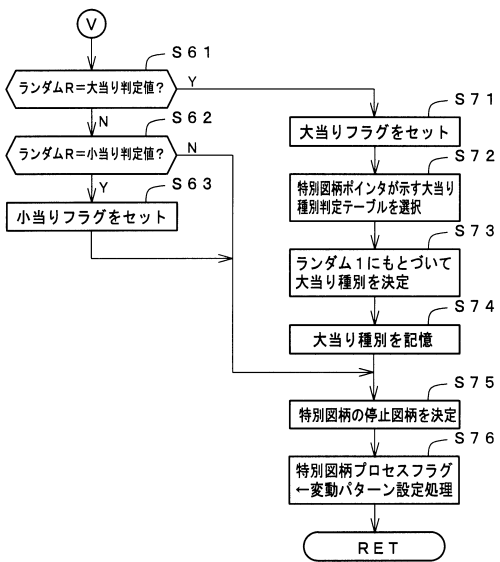 V
S61
ランダムR＝大当り判定値？
Y
N
S62
ランダムR＝小当り判定値？
N
Y
S63
小当りフラグをセット
S71
大当りフラグをセット
S72
特別図柄ポインタが示す大当り
種別判定テーブルを選択
S73
ランダム1にもとづいて
大当り種別を決定
S74
大当り種別を記憶
S75
特別図柄の停止図柄を決定
S76
特別図柄プロセスフラグ
←変動パターン設定処理
RET